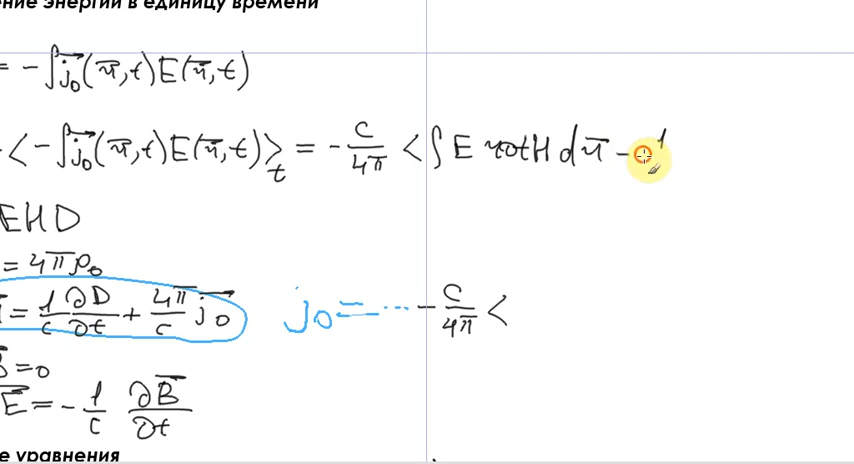 ние энергии в единицу времени
= -∫j₀(r,t)E(r,t)
<-∫j₀(r,t)E(r,t)>t = -c/4π <∫E rotH dr - 1
EHD
= 4πρ₀
= 1/c ∂D/∂t + 4π/c j₀ j₀ = ... - c/4π <
B=0
E = -1/c ∂B/∂t
е уравнения